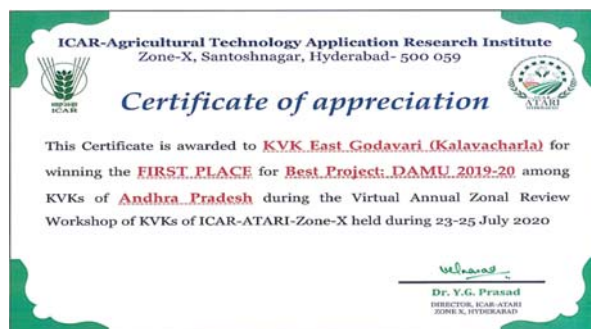 ICAR-Agricultural Technology Application Research Institute
Zone-X, Santoshnagar, Hyderabad- 500 059
ICAR
ATARI
HYDERABAD
Certificate of appreciation
This Certificate is awarded to KVK East Godavari (Kalavacharla) for
winning the FIRST PLACE for Best Project: DAMU 2019-20 among
KVKs of Andhra Pradesh during the Virtual Annual Zonal Review
Workshop of KVKs of ICAR-ATARI-Zone-X held during 23-25 July 2020
Dr. Y.G. Prasad
DIRECTOR, ICAR-ATARI
ZONE X, HYDERABAD